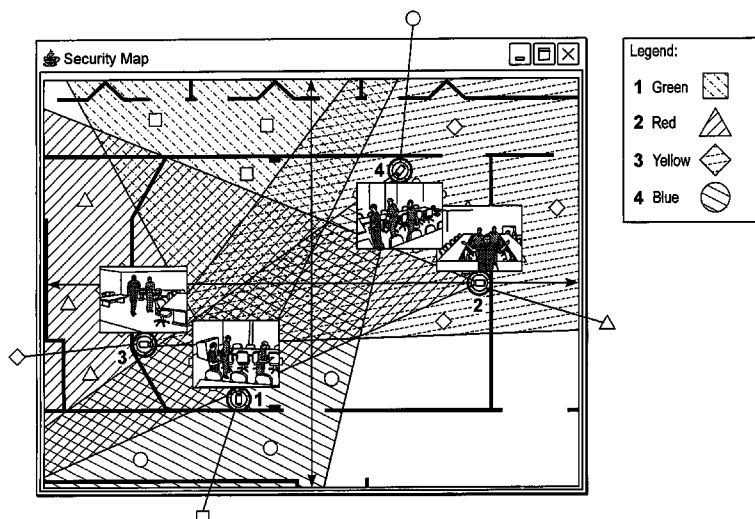 Security Map
Legend:
1 Green
2 Red
3 Yellow
4 Blue
4
2
3
1